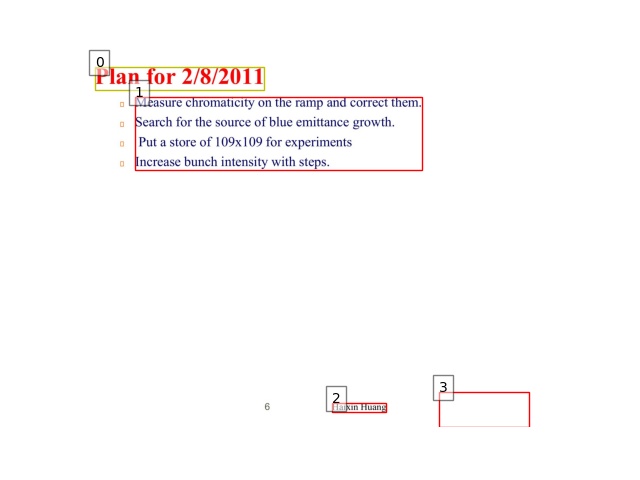 0
Plan for 2/8/2011
1
Measure chromaticity on the ramp and correct them.
Search for the source of blue emittance growth.
Put a store of 109x109 for experiments
Increase bunch intensity with steps.
6
2
Haixin Huang
3